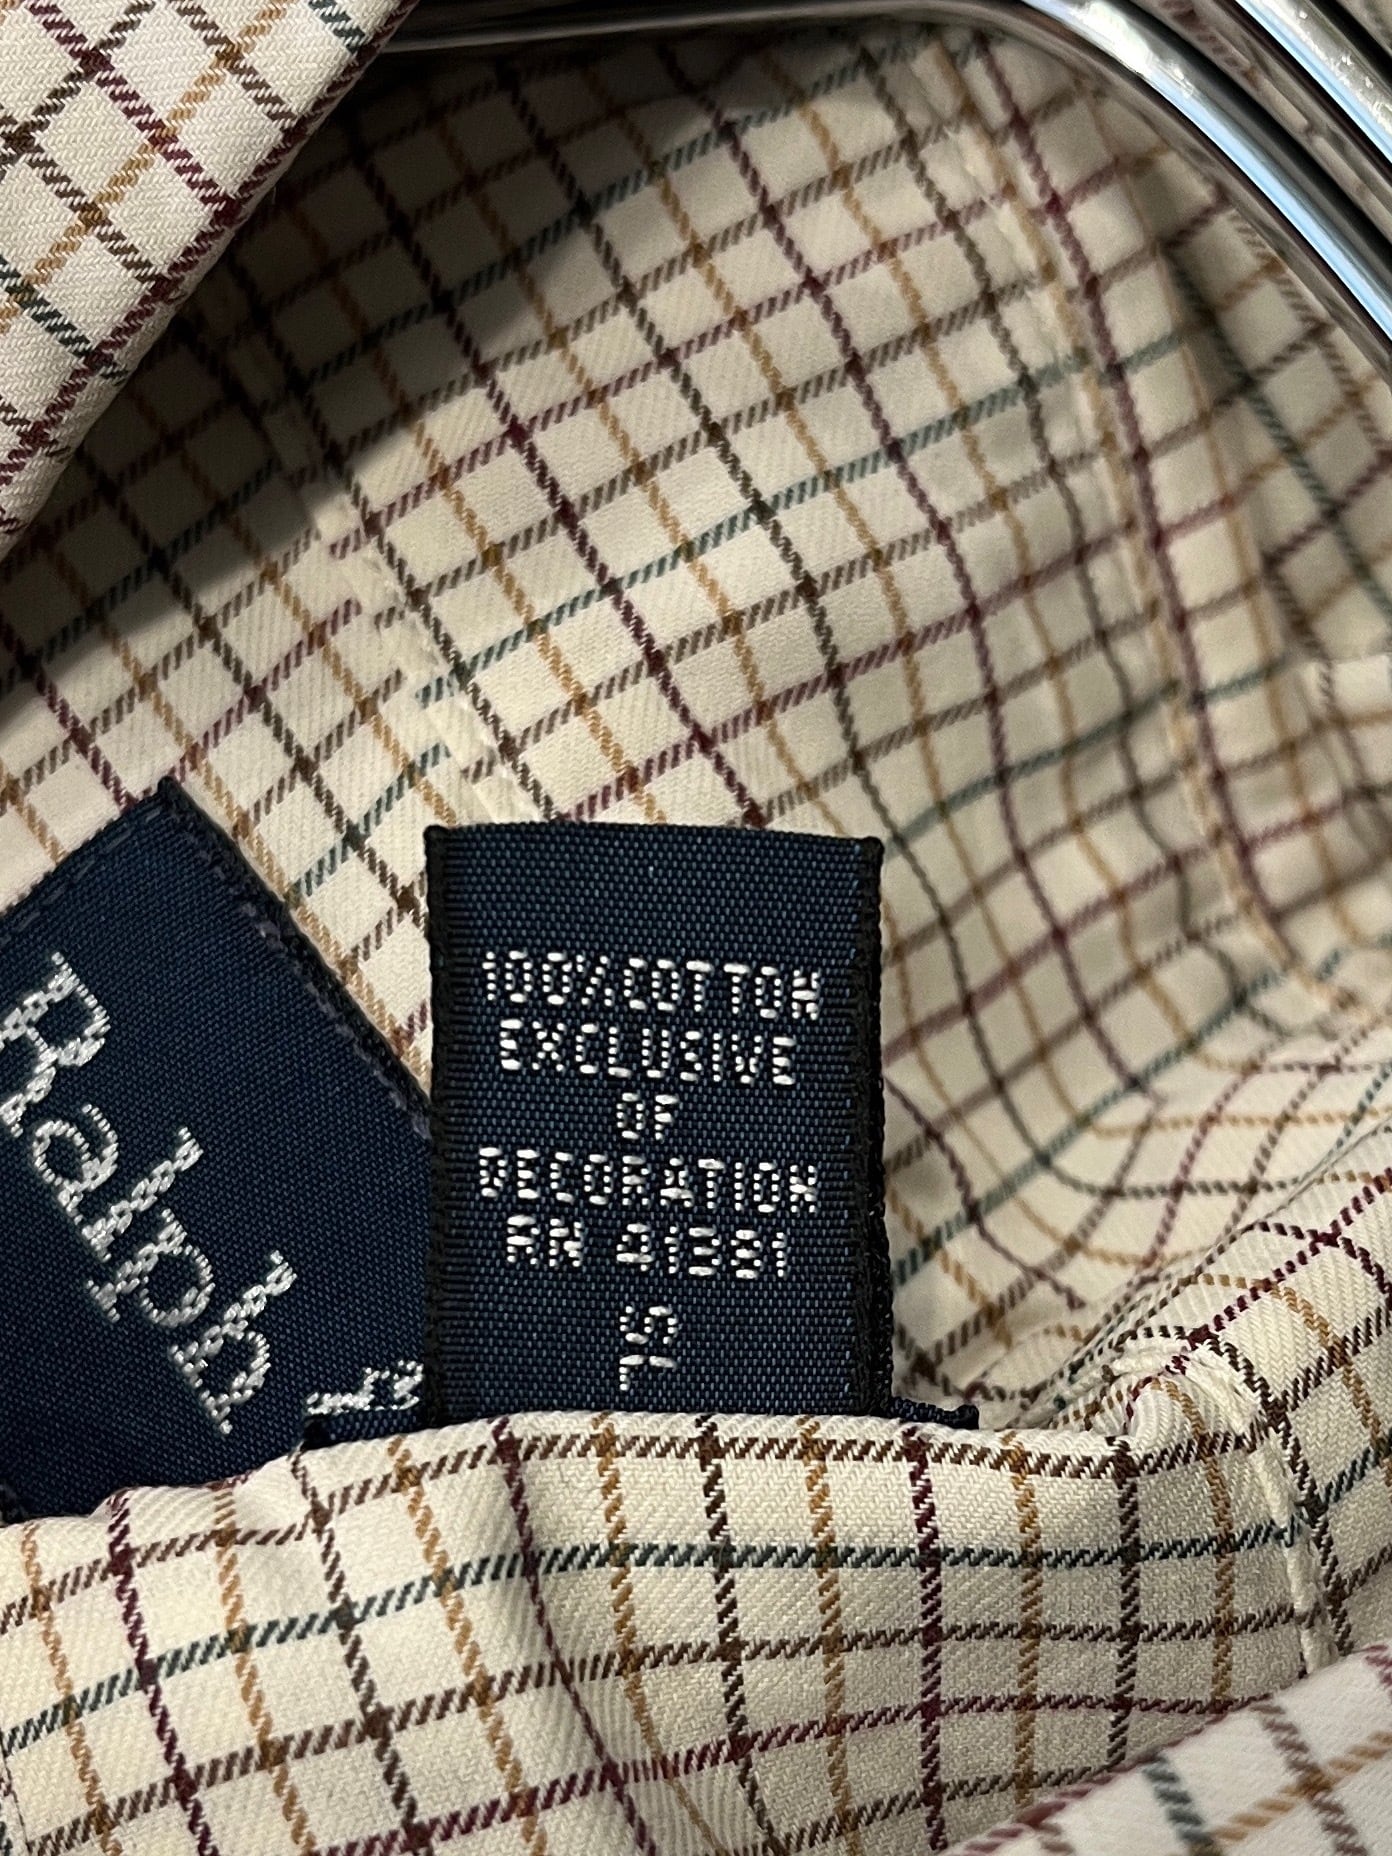 Ralph
100% COTTON
EXCLUSIVE
OF
DECORATION
RN 41381